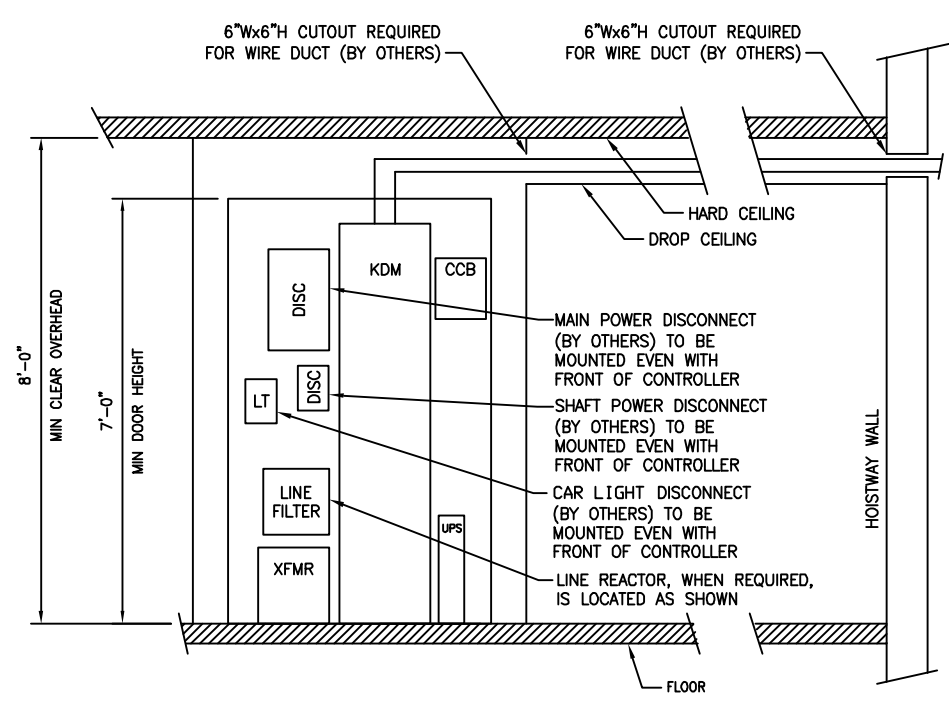 6"Wx6"H CUTOUT REQUIRED
FOR WIRE DUCT (BY OTHERS)
6"Wx6"H CUTOUT REQUIRED
FOR WIRE DUCT (BY OTHERS)
HARD CEILING
DROP CEILING
8'-0"
MIN CLEAR OVERHEAD
7'-0"
MIN DOOR HEIGHT
DISC
KDM
CCB
LT
DISC
LINE
FILTER
XFMR
UPS
MAIN POWER DISCONNECT
(BY OTHERS) TO BE
MOUNTED EVEN WITH
FRONT OF CONTROLLER
SHAFT POWER DISCONNECT
(BY OTHERS) TO BE
MOUNTED EVEN WITH
FRONT OF CONTROLLER
CAR LIGHT DISCONNECT
(BY OTHERS) TO BE
MOUNTED EVEN WITH
FRONT OF CONTROLLER
LINE REACTOR, WHEN REQUIRED,
IS LOCATED AS SHOWN
HOISTWAY WALL
FLOOR